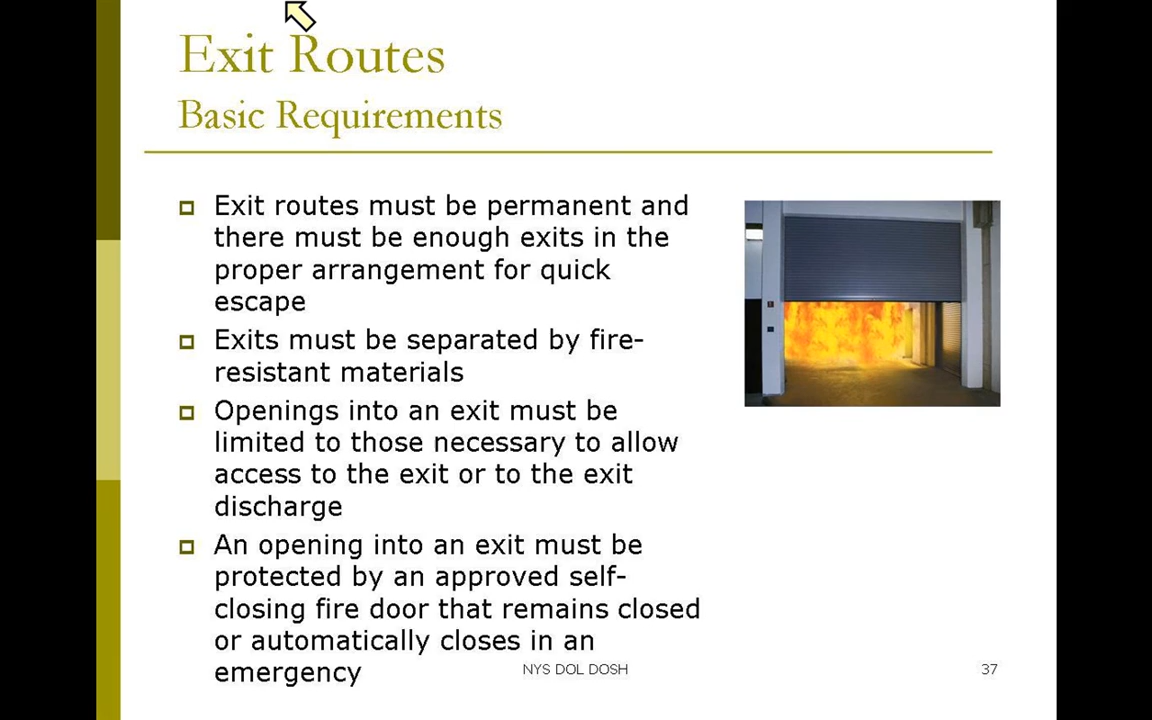 Exit Routes
Basic Requirements
Exit routes must be permanent and
there must be enough exits in the
proper arrangement for quick
escape
Exits must be separated by fire-
resistant materials
Openings into an exit must be
limited to those necessary to allow
access to the exit or to the exit
discharge
An opening into an exit must be
protected by an approved self-
closing fire door that remains closed
or automatically closes in an
emergency
NYS DOL DOSH
37